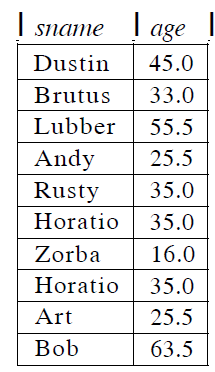 sname age
Dustin 45.0
Brutus 33.0
Lubber 55.5
Andy 25.5
Rusty 35.0
Horatio 35.0
Zorba 16.0
Horatio 35.0
Art 25.5
Bob 63.5